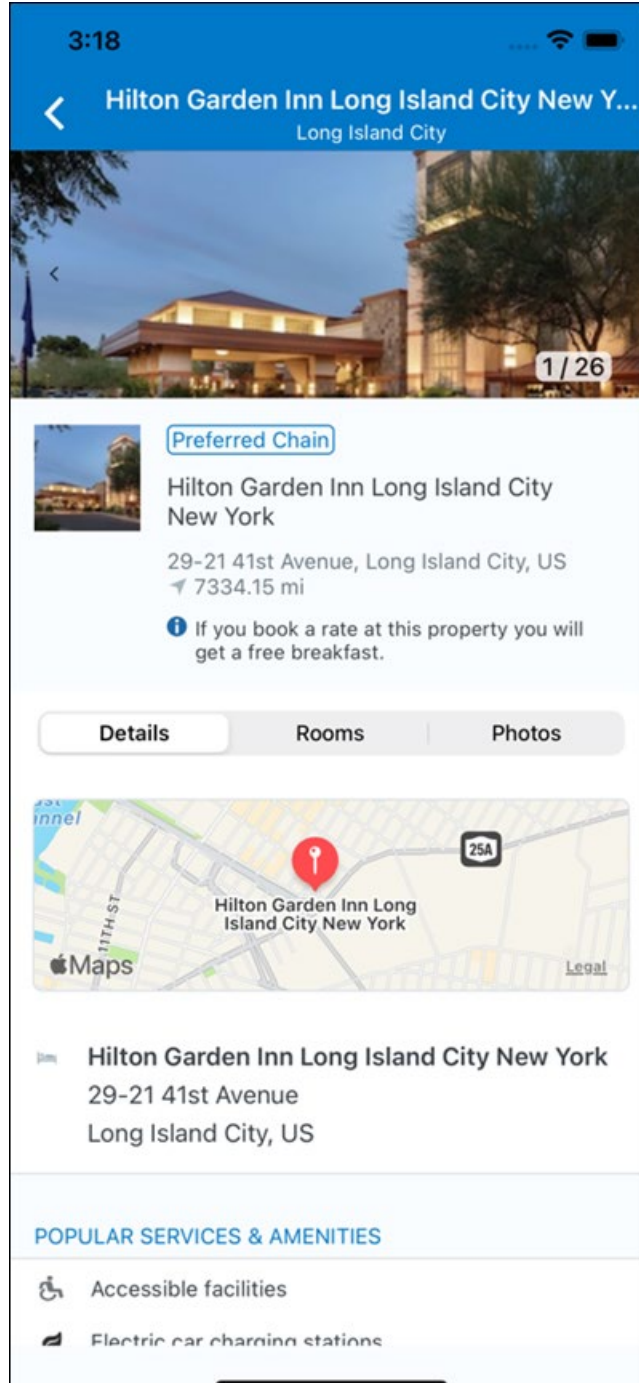 3:18
Hilton Garden Inn Long Island City New Y...
Long Island City
1 / 26
Preferred Chain
Hilton Garden Inn Long Island City
New York
29-21 41st Avenue, Long Island City, US
7334.15 mi
If you book a rate at this property you will
get a free breakfast.
Details Rooms Photos
25A
11TH ST
Hilton Garden Inn Long
Island City New York
Maps
Legal
Hilton Garden Inn Long Island City New York
29-21 41st Avenue
Long Island City, US
POPULAR SERVICES & AMENITIES
Accessible facilities
Electric car charging stations